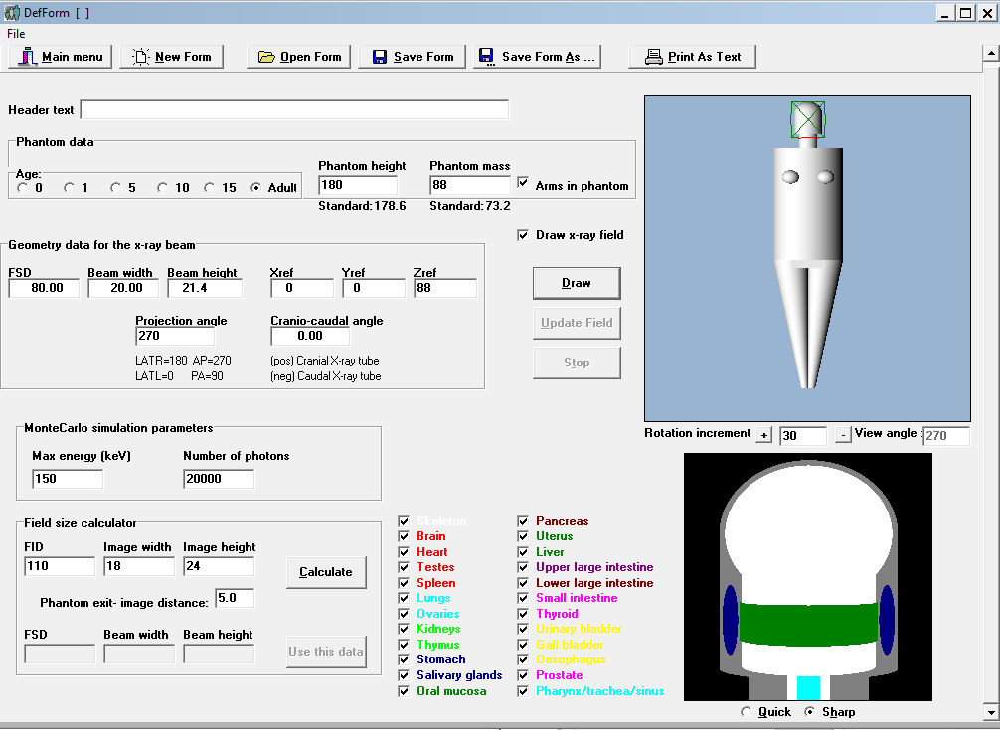 DefForm [ ]
File
Main menu New Form Open Form Save Form Save Form As ... Print As Text
Header text
Phantom data
Age:
0 1 5 10 15 Adult
Phantom height Phantom mass
180 88 Arms in phantom
Standard: 178.6 Standard: 73.2
Draw x-ray field
Geometry data for the x-ray beam
FSD Beam width Beam height Xref Yref Zref
80.00 20.00 21.4 0 0 88
Draw
Projection angle Cranio-caudal angle
270 0.00
Update Field
LATR=180 AP=270 (pos) Cranial X-ray tube
LATL=0 PA=90 (neg) Caudal X-ray tube
Stop
Rotation increment + 30 - View angle : 270
MonteCarlo simulation parameters
Max energy (keV) Number of photons
150 20000
Field size calculator
FID Image width Image height
110 18 24
Calculate
Phantom exit- image distance: 5.0
FSD Beam width Beam height
Use this data
Skeleton Pancreas
Brain Uterus
Heart Liver
Testes Upper large intestine
Spleen Lower large intestine
Lungs Small intestine
Ovaries Thyroid
Kidneys Urinary bladder
Thymus Gall bladder
Stomach Oesophagus
Salivary glands Prostate
Oral mucosa Pharynx/trachea/sinus
Quick Sharp